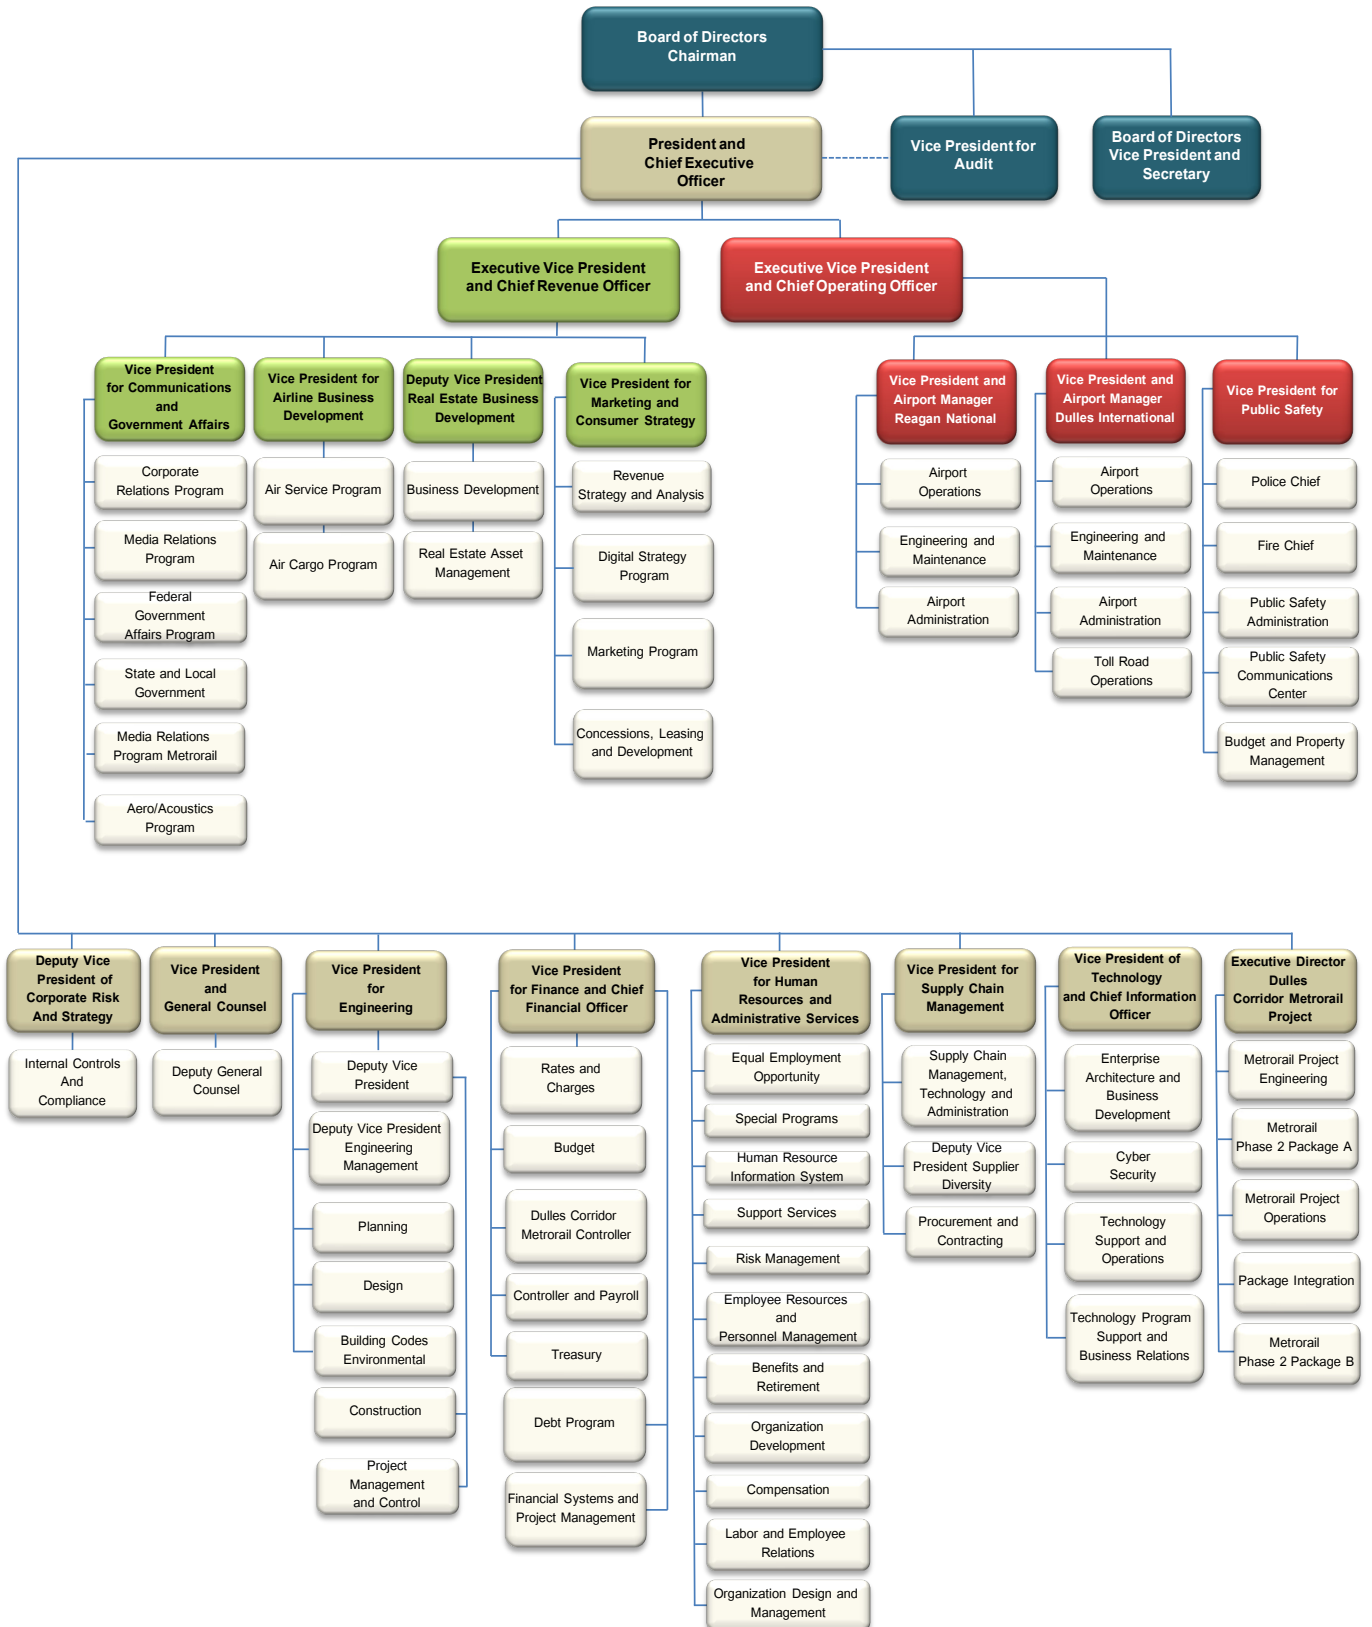 Board of Directors
Chairman
President and
Chief Executive
Officer
Vice President for
Audit
Board of Directors
Vice President and
Secretary
Executive Vice President
and Chief Revenue Officer
Executive Vice President
and Chief Operating Officer
Vice President
for Communications
and
Government Affairs
Corporate
Relations Program
Media Relations
Program
Federal
Government
Affairs Program
State and Local
Government
Media Relations
Program Metrorail
Aero/Acoustics
Program
Vice President for
Airline Business
Development
Air Service Program
Air Cargo Program
Deputy Vice President
Real Estate Business
Development
Business Development
Real Estate Asset
Management
Vice President for
Marketing and
Consumer Strategy
Revenue
Strategy and Analysis
Digital Strategy
Program
Marketing Program
Concessions, Leasing
and Development
Vice President and
Airport Manager
Reagan National
Airport
Operations
Engineering and
Maintenance
Airport
Administration
Vice President and
Airport Manager
Dulles International
Airport
Operations
Engineering and
Maintenance
Airport
Administration
Toll Road
Operations
Vice President for
Public Safety
Police Chief
Fire Chief
Public Safety
Administration
Public Safety
Communications
Center
Budget and Property
Management
Deputy Vice
President of
Corporate Risk
And Strategy
Internal Controls
And
Compliance
Vice President
and
General Counsel
Deputy General
Counsel
Vice President
for
Engineering
Deputy Vice
President
Deputy Vice President
Engineering
Management
Planning
Design
Building Codes
Environmental
Construction
Project
Management
and Control
Vice President
for Finance and Chief
Financial Officer
Rates and
Charges
Budget
Dulles Corridor
Metrorail Controller
Controller and Payroll
Treasury
Debt Program
Financial Systems and
Project Management
Vice President
for Human
Resources and
Administrative Services
Equal Employment
Opportunity
Special Programs
Human Resource
Information System
Support Services
Risk Management
Employee Resources
and
Personnel Management
Benefits and
Retirement
Organization
Development
Compensation
Labor and Employee
Relations
Organization Design and
Management
Vice President for
Supply Chain
Management
Supply Chain
Management,
Technology and
Administration
Deputy Vice
President Supplier
Diversity
Procurement and
Contracting
Vice President of
Technology
and Chief Information
Officer
Enterprise
Architecture and
Business
Development
Cyber
Security
Technology
Support and
Operations
Technology Program
Support and
Business Relations
Executive Director
Dulles
Corridor Metrorail
Project
Metrorail Project
Engineering
Metrorail
Phase 2 Package A
Metrorail Project
Operations
Package Integration
Metrorail
Phase 2 Package B